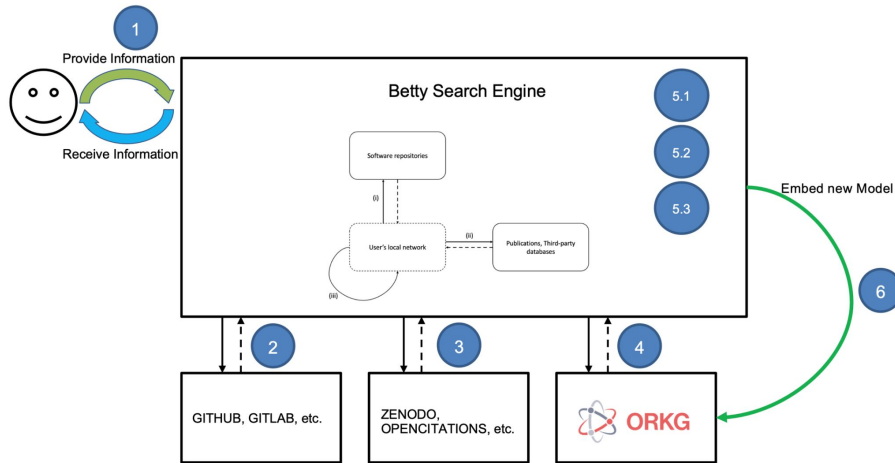 1
Provide Information
Receive Information
Betty Search Engine
5.1
5.2
5.3
Software repositories
(i)
User's local network
(ii)
Publications, Third-party
databases
(iii)
Embed new Model
6
2
3
4
GITHUB, GITLAB, etc.
ZENODO,
OPENCITATIONS, etc.
ORKG